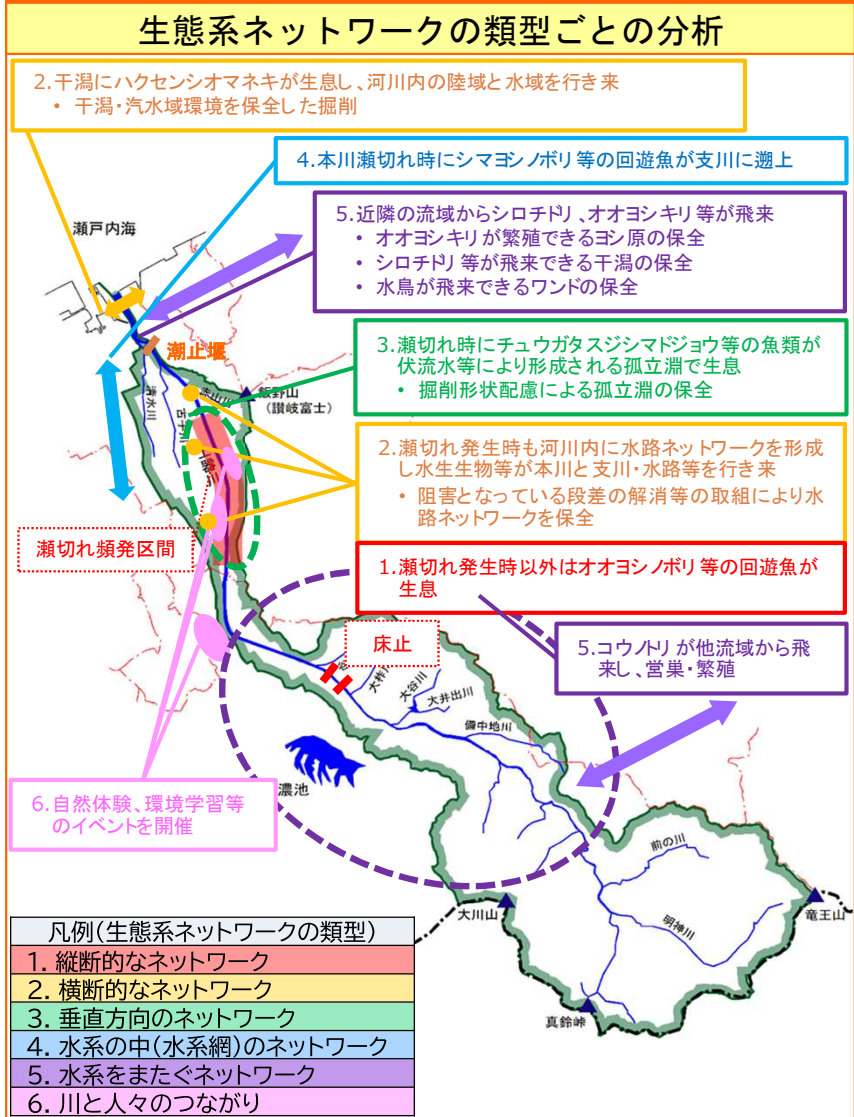 生態系ネットワークの類型ごとの分析
2.干潟にハクセンシオマネキが生息し、河川内の陸域と水域を行き来
• 干潟・汽水域環境を保全した掘削
4.本川瀬切れ時にシマヨシノボリ等の回遊魚が支川に遡上
瀬戸内海
5.近隣の流域からシロチドリ、オオヨシキリ等が飛来
• オオヨシキリが繁殖できるヨシ原の保全
• シロチドリ等が飛来できる干潟の保全
• 水鳥が飛来できるワンドの保全
潮止堰
3.瀬切れ時にチュウガタスジシマドジョウ等の魚類が
伏流水等により形成される孤立淵で生息
• 掘削形状配慮による孤立淵の保全
飯野山
(讃岐富士)
清水川
古子川
2.瀬切れ発生時も河川内に水路ネットワークを形成
し水生生物等が本川と支川・水路等を行き来
• 阻害となっている段差の解消等の取組により水
路ネットワークを保全
瀬切れ頻発区間
1.瀬切れ発生時以外はオオヨシノボリ等の回遊魚が
生息
床止
5.コウノトリが他流域から飛
来し、営巣・繁殖
大柞川
大谷川
大井出川
備中地川
濃池
6.自然体験、環境学習等
のイベントを開催
前の川
明神川
大川山
竜王山
真鈴峠
凡例(生態系ネットワークの類型)
1. 縦断的なネットワーク
2. 横断的なネットワーク
3. 垂直方向のネットワーク
4. 水系の中(水系網)のネットワーク
5. 水系をまたぐネットワーク
6. 川と人々のつながり